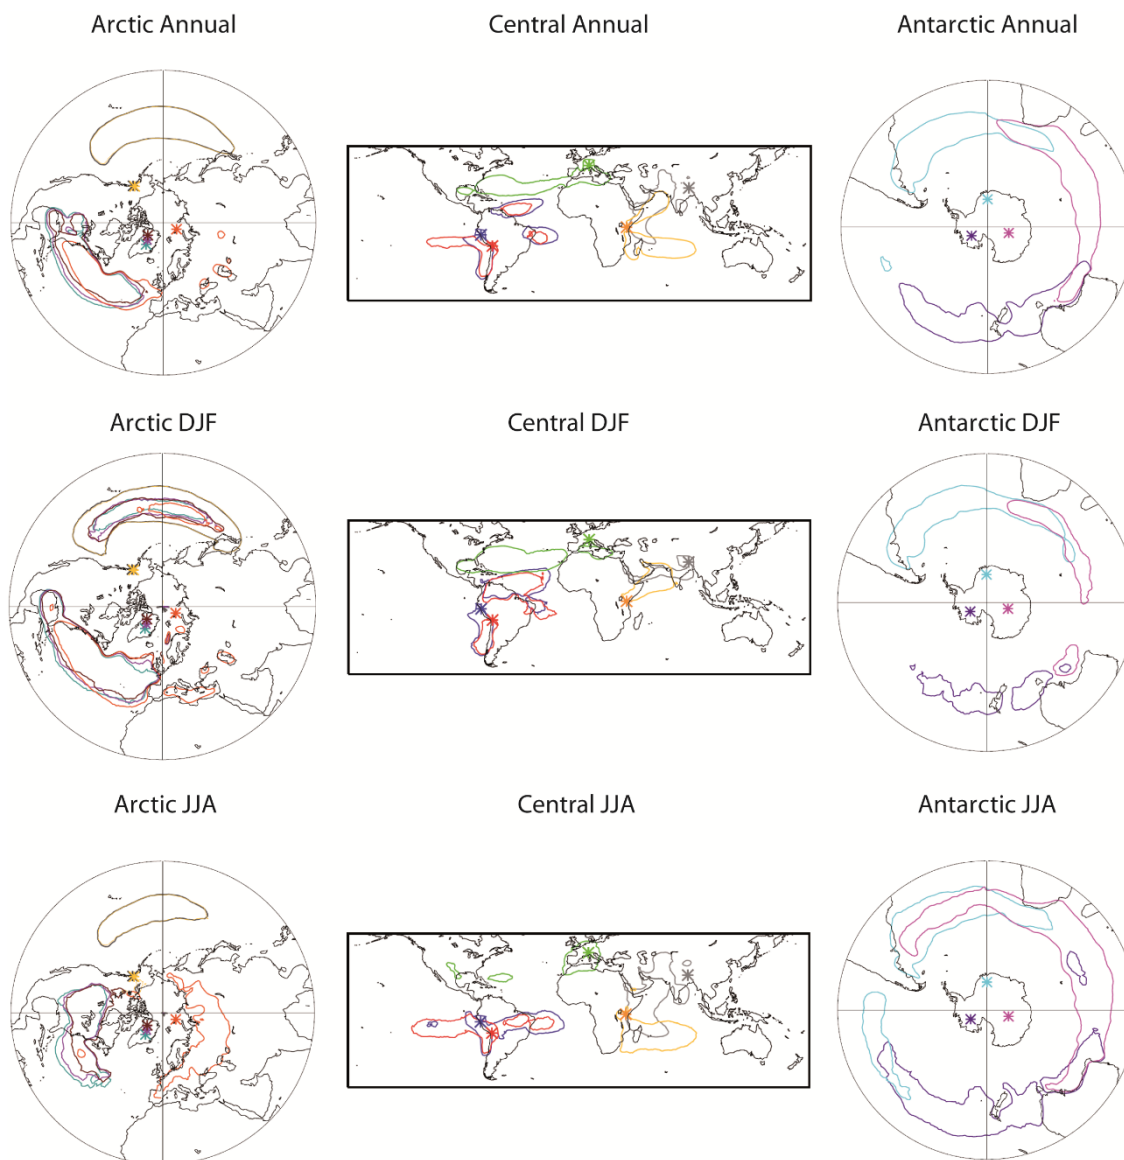 Arctic Annual
Central Annual
Antarctic Annual
Arctic DJF
Central DJF
Antarctic DJF
Arctic JJA
Central JJA
Antarctic JJA